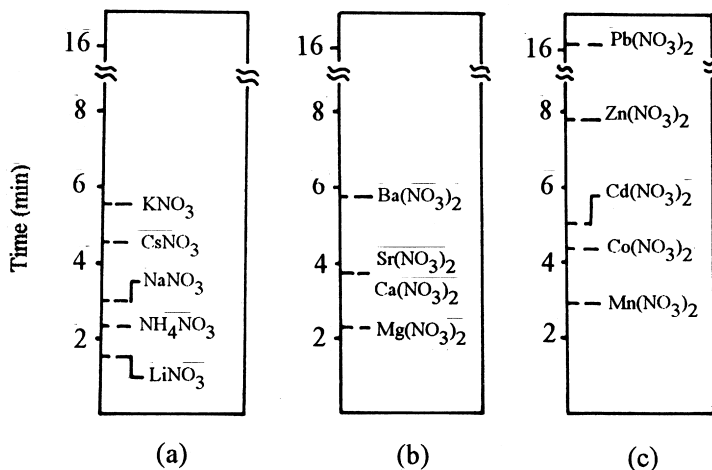 Time (min)
16
8
6
4
2
KNO3
CsNO3
NaNO3
NH4NO3
LiNO3
(a)
16
8
6
4
2
Ba(NO3)2
Sr(NO3)2
Ca(NO3)2
Mg(NO3)2
(b)
16
8
6
4
2
Pb(NO3)2
Zn(NO3)2
Cd(NO3)2
Co(NO3)2
Mn(NO3)2
(c)